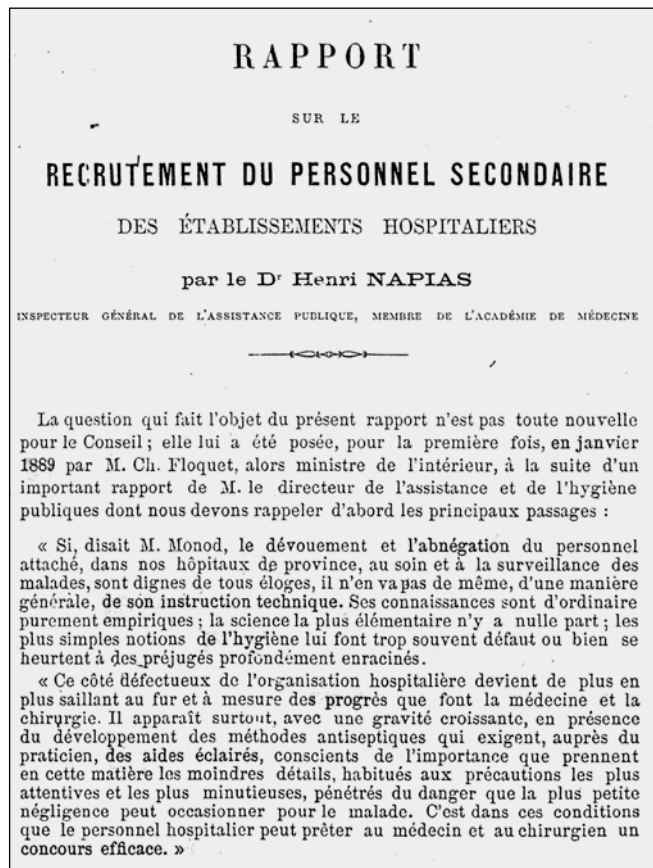 RAPPORT
SUR LE
RECRUTEMENT DU PERSONNEL SECONDAIRE
DES ÉTABLISSEMENTS HOSPITALIERS
par le Dr Henri NAPIAS
INSPECTEUR GÉNÉRAL DE L'ASSISTANCE PUBLIQUE, MEMBRE DE L'ACADÉMIE DE MÉDECINE
La question qui fait l'objet du présent rapport n'est pas toute nouvelle
pour le Conseil ; elle lui a été posée, pour la première fois, en janvier
1889 par M. Ch. Floquet, alors ministre de l'intérieur, à la suite d'un
important rapport de M. le directeur de l'assistance et de l'hygiène
publiques dont nous devons rappeler d'abord les principaux passages :
« Si, disait M. Monod, le dévouement et l'abnégation du personnel
attaché, dans nos hôpitaux de province, au soin et à la surveillance des
malades, sont dignes de tous éloges, il n'en va pas de même, d'une manière
générale, de son instruction technique. Ses connaissances sont d'ordinaire
purement empiriques ; la science la plus élémentaire n'y a nulle part ; les
plus simples notions de l'hygiène lui font trop souvent défaut ou bien se
heurtent à des préjugés profondément enracinés.
« Ce côté défectueux de l'organisation hospitalière devient de plus en
plus saillant au fur et à mesure des progrès que font la médecine et la
chirurgie. Il apparaît surtout, avec une gravité croissante, en présence
du développement des méthodes antiseptiques qui exigent, auprès du
praticien, des aides éclairés, conscients de l'importance que prennent
en cette matière les moindres détails, habitués aux précautions les plus
attentives et les plus minutieuses, pénétrés du danger que la plus petite
négligence peut occasionner pour le malade. C'est dans ces conditions
que le personnel hospitalier peut prêter au médecin et au chirurgien un
concours efficace. »